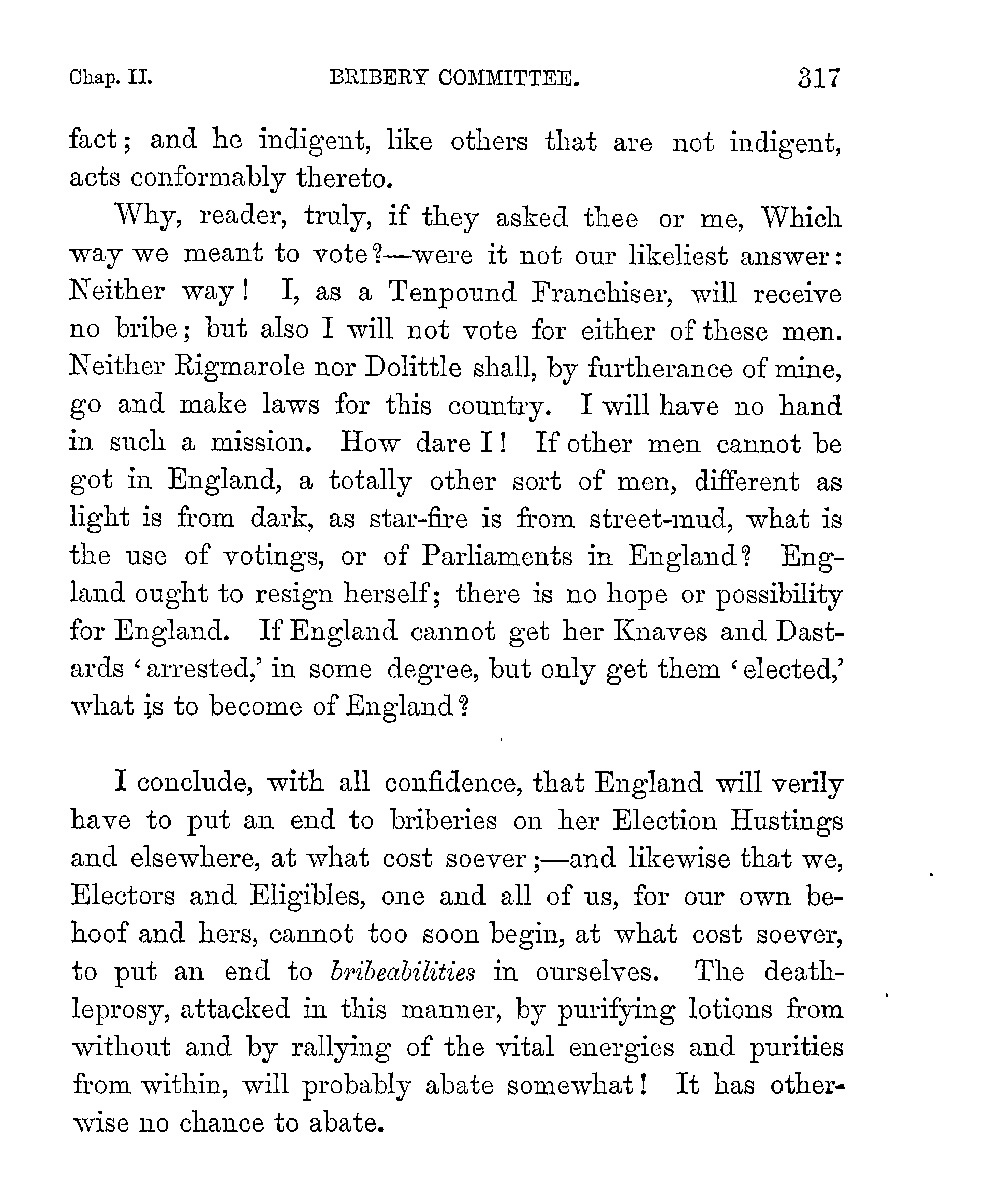 Chap. II. BRIBERY COMMITTEE. 317
fact; and he indigent, like others that are not indigent,
acts conformably thereto.
Why, reader, truly, if they asked thee or me, Which
way we meant to vote?—were it not our likeliest answer:
Neither way! I, as a Tenpound Franchiser, will receive
no bribe; but also I will not vote for either of these men.
Neither Rigmarole nor Dolittle shall, by furtherance of mine,
go and make laws for this country. I will have no hand
in such a mission. How dare I! If other men cannot be
got in England, a totally other sort of men, different as
light is from dark, as star-fire is from street-mud, what is
the use of votings, or of Parliaments in England? Eng-
land ought to resign herself; there is no hope or possibility
for England. If England cannot get her Knaves and Dast-
ards ‘arrested,’ in some degree, but only get them ‘elected,’
what is to become of England?
I conclude, with all confidence, that England will verily
have to put an end to briberies on her Election Hustings
and elsewhere, at what cost soever;—and likewise that we,
Electors and Eligibles, one and all of us, for our own be-
hoof and hers, cannot too soon begin, at what cost soever,
to put an end to bribeabilities in ourselves. The death-
leprosy, attacked in this manner, by purifying lotions from
without and by rallying of the vital energies and purities
from within, will probably abate somewhat! It has other-
wise no chance to abate.